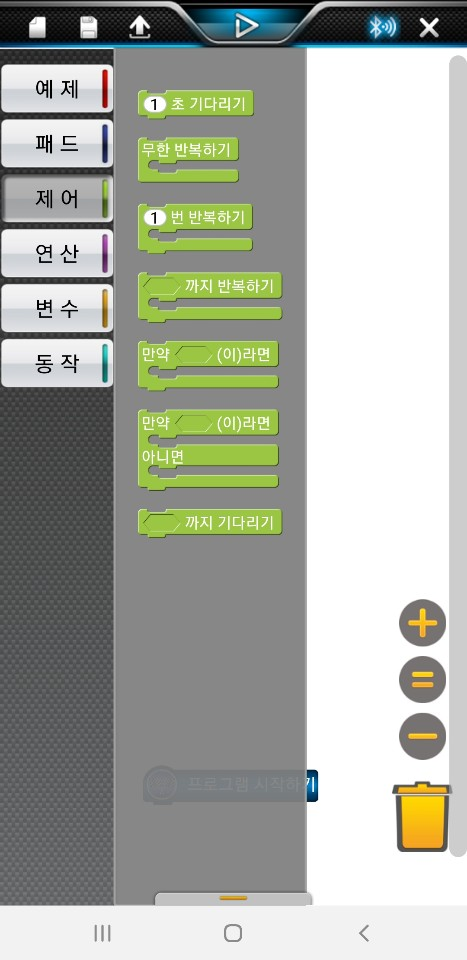 예제
패드
제어
연산
변수
동작
1 초 기다리기
무한 반복하기
1 번 반복하기
까지 반복하기
만약 (이)라면
만약 (이)라면
아니면
까지 기다리기
프로그램 시작하기